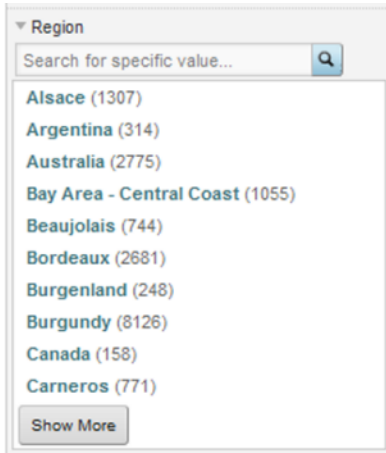 Region
Search for specific value...
Alsace (1307)
Argentina (314)
Australia (2775)
Bay Area - Central Coast (1055)
Beaujolais (744)
Bordeaux (2681)
Burgenland (248)
Burgundy (8126)
Canada (158)
Carneros (771)
Show More